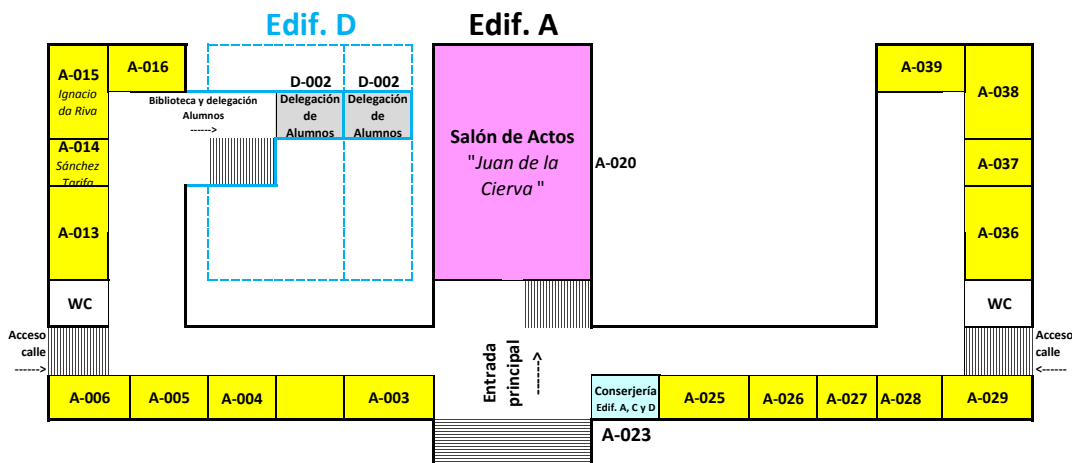 Edif. D
Edif. A
A-015
Ignacio
da Riva
A-016
D-002
D-002
Biblioteca y delegación
Alumnos
------>
Delegación
de
Alumnos
Delegación
de
Alumnos
Salón de Actos
"Juan de la
Cierva "
A-020
A-039
A-038
A-014
Sánchez
Tarifa
A-037
A-013
A-036
WC
WC
Acceso
calle
------>
Entrada
principal
------->
Acceso
calle
<------
A-006
A-005
A-004
A-003
Conserjería
Edif. A, C y D
A-023
A-025
A-026
A-027
A-028
A-029